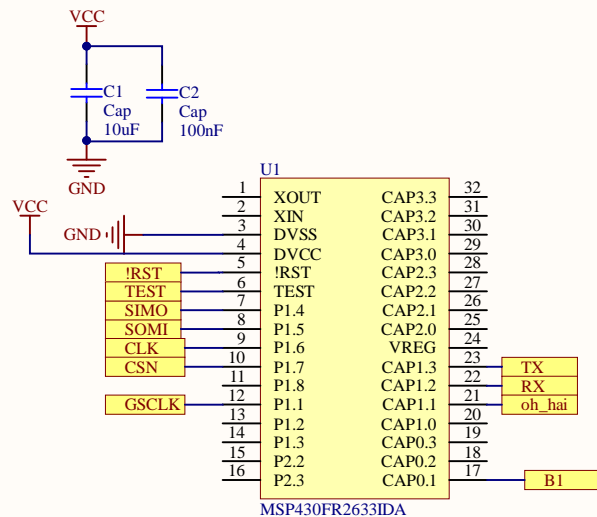 VCC
C1
Cap
10uF
C2
Cap
100nF
GND
VCC
GND
U1
1 XOUT CAP3.3 32
2 XIN CAP3.2 31
3 DVSS CAP3.1 30
4 DVCC CAP3.0 29
!RST 5 !RST CAP2.3 28
TEST 6 TEST CAP2.2 27
SIMO 7 P1.4 CAP2.1 26
SOMI 8 P1.5 CAP2.0 25
CLK 9 P1.6 VREG 24
CSN 10 P1.7 CAP1.3 23 TX
11 P1.8 CAP1.2 22 RX
GSCLK 12 P1.1 CAP1.1 21 oh_hai
13 P1.2 CAP1.0 20
14 P1.3 CAP0.3 19
15 P2.2 CAP0.2 18
16 P2.3 CAP0.1 17 B1
MSP430FR2633IDA